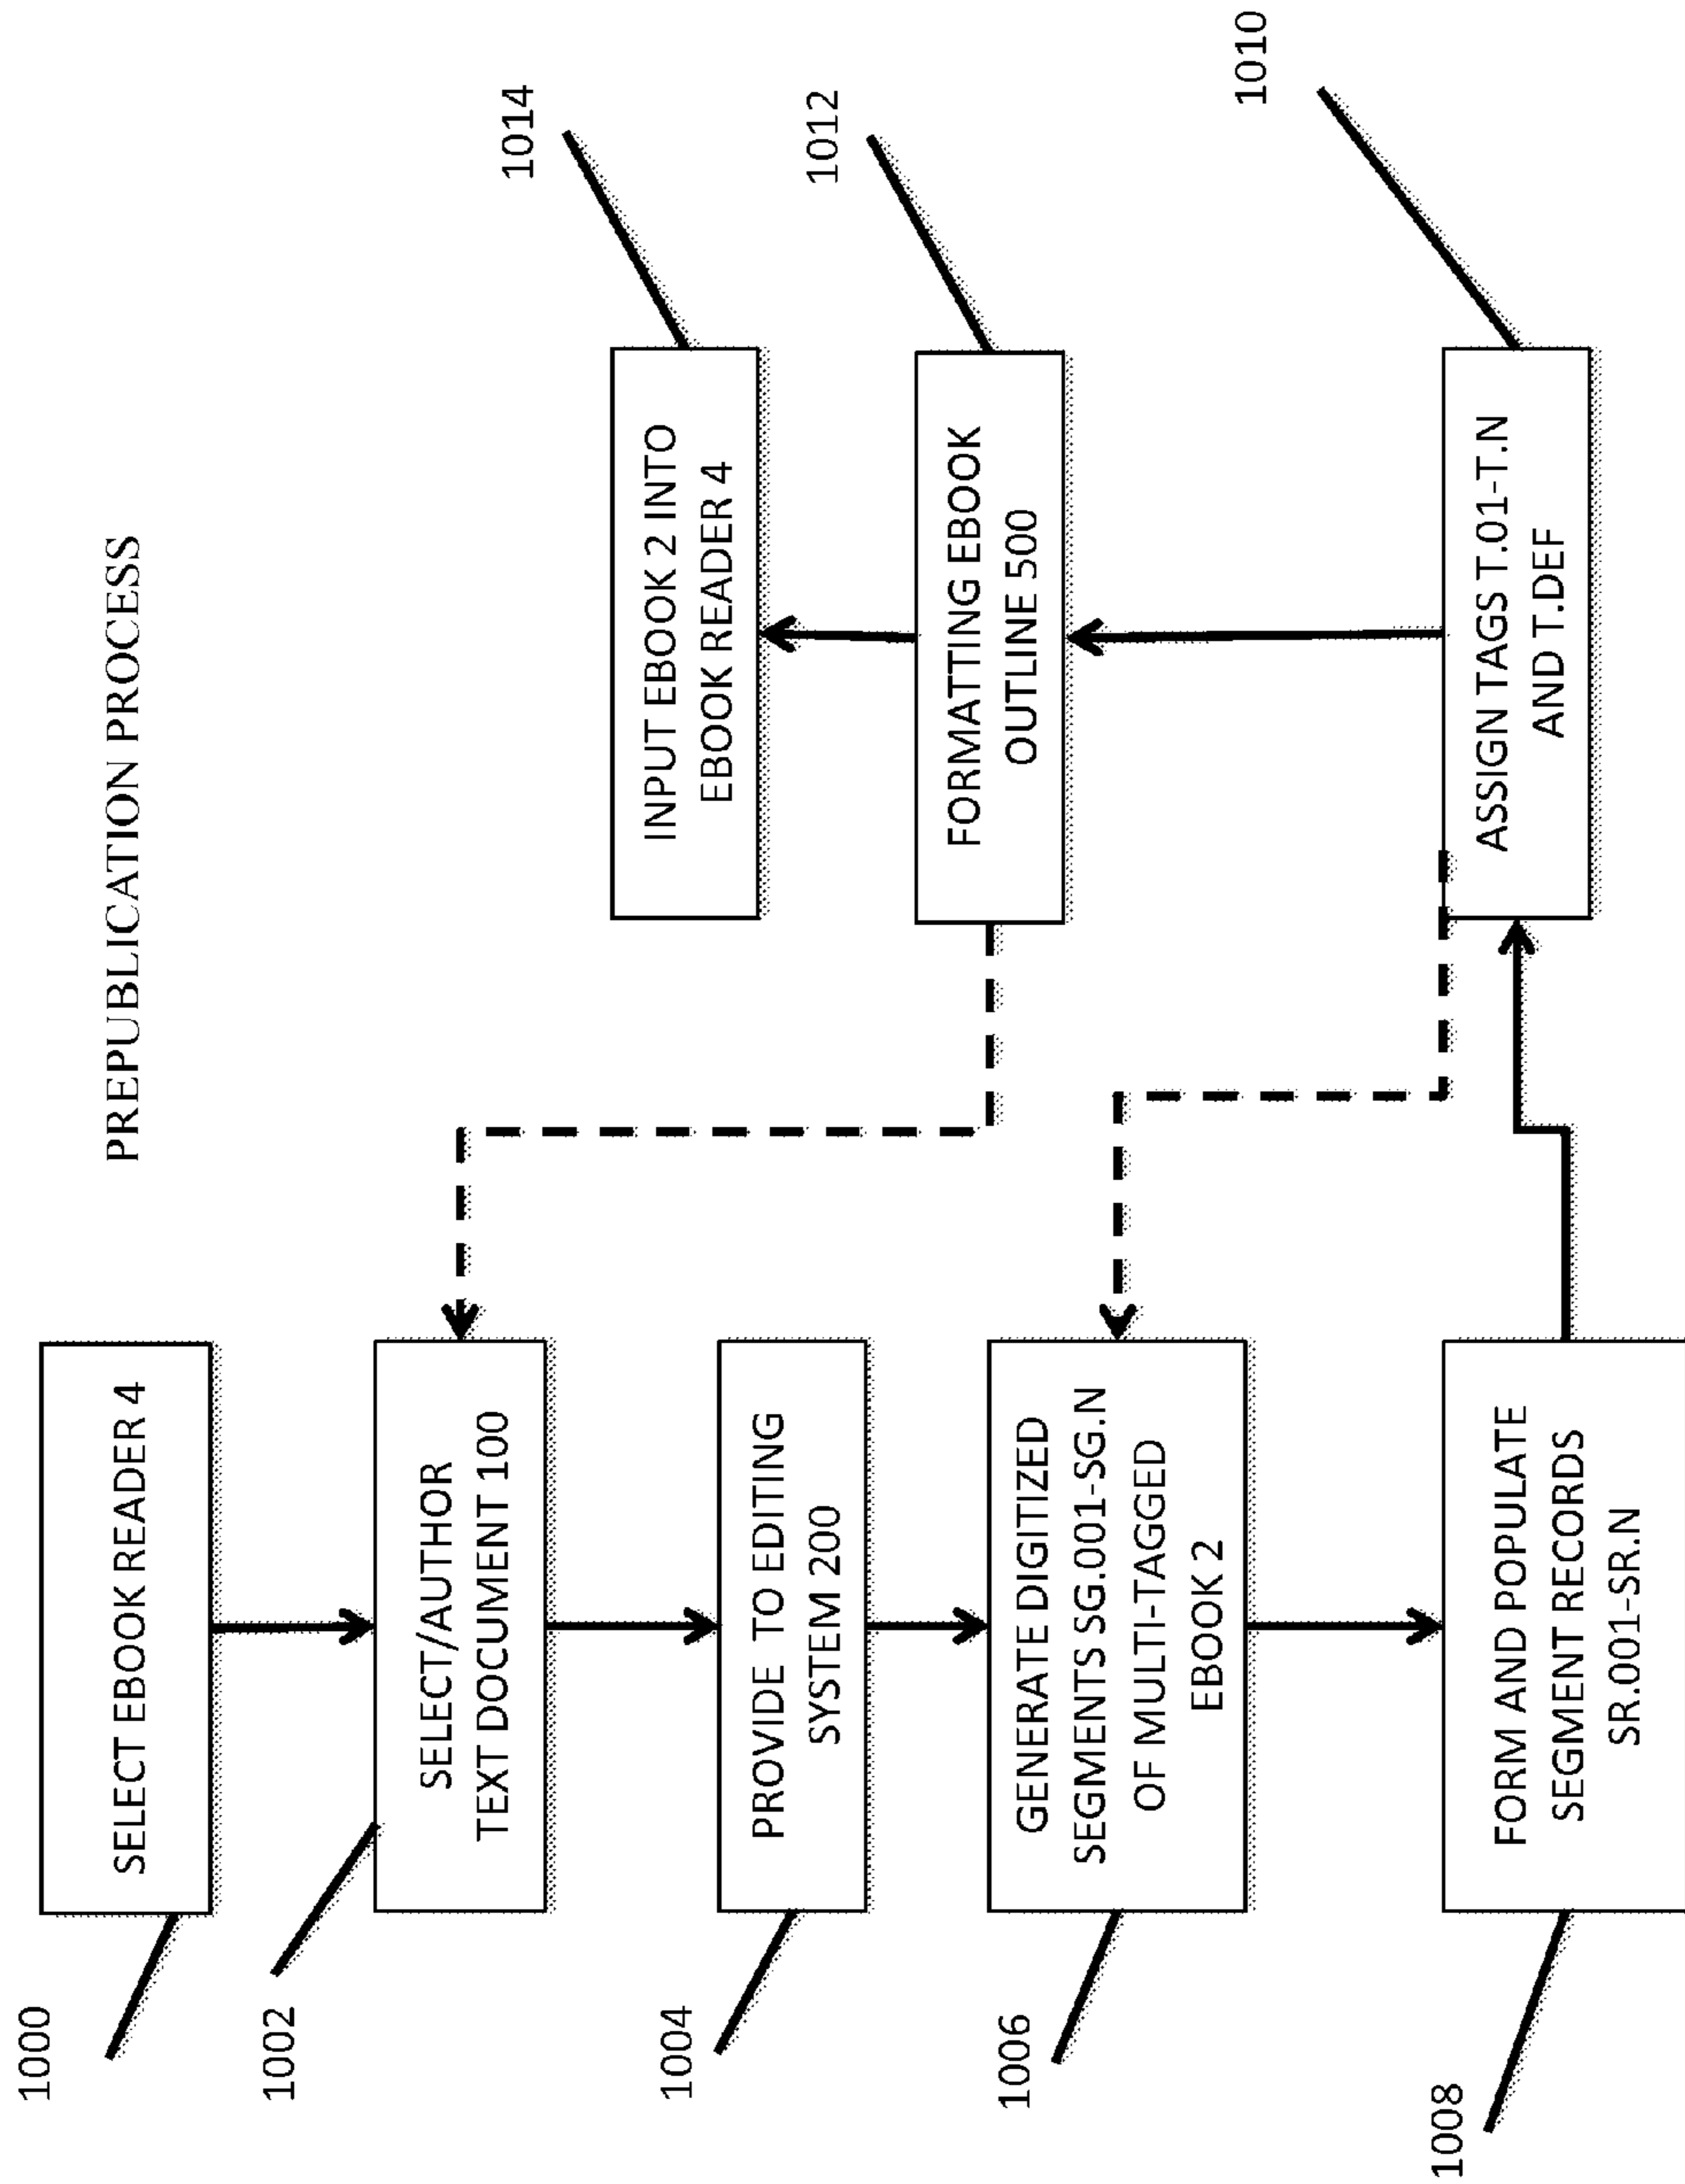 PREPUBLICATION PROCESS
1000
SELECT EBOOK READER 4
1002
SELECT/AUTHOR
TEXT DOCUMENT 100
1004
PROVIDE TO EDITING
SYSTEM 200
1006
GENERATE DIGITIZED
SEGMENTS SG.001-SG.N
OF MULTI-TAGGED
EBOOK 2
1008
FORM AND POPULATE
SEGMENT RECORDS
SR.001-SR.N
1014
INPUT EBOOK 2 INTO
EBOOK READER 4
1012
FORMATTING EBOOK
OUTLINE 500
1010
ASSIGN TAGS T.01-T.N
AND T.DEF